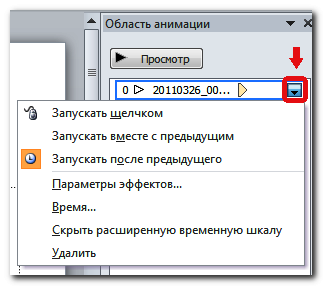 Область анимации
Просмотр
0 20110326_00...
Запускать щелчком
Запускать вместе с предыдущим
Запускать после предыдущего
Параметры эффектов...
Время...
Скрыть расширенную временную шкалу
Удалить